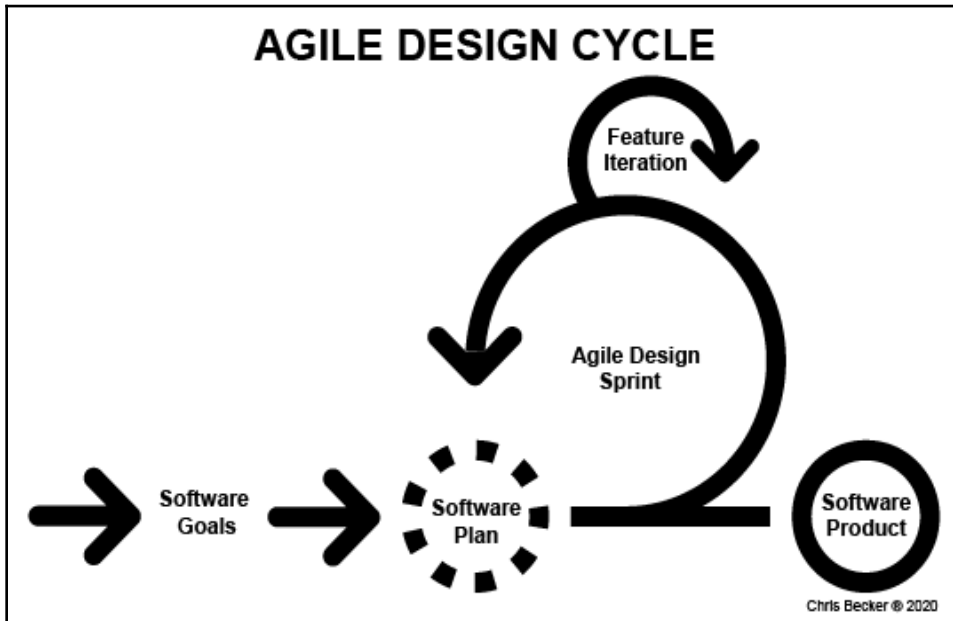 AGILE DESIGN CYCLE
Feature
Iteration
Agile Design
Sprint
Software
Goals
Software
Plan
Software
Product
Chris Becker ® 2020